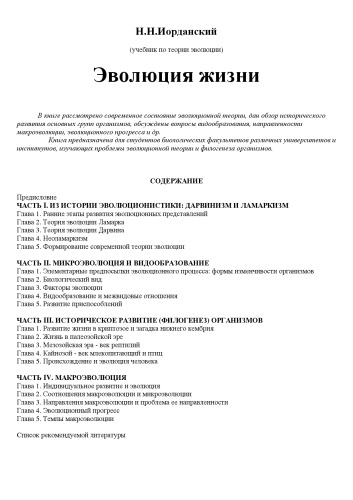 Н.Н.Иорданский
(учебник по теории эволюции)
Эволюция жизни
В книге рассмотрено современное состояние эволюционной теории, дан обзор исторического
развития основных групп организмов, обсуждены вопросы видообразования, направленности
макроэволюции, эволюционного прогресса и др.
Книга предназначена для студентов биологических факультетов различных университетов и
институтов, изучающих проблемы эволюционной теории и филогенеза организмов.
СОДЕРЖАНИЕ
Предисловие
ЧАСТЬ I. ИЗ ИСТОРИИ ЭВОЛЮЦИОНИСТИКИ: ДАРВИНИЗМ И ЛАМАРКИЗМ
Глава 1. Ранние этапы развития эволюционных представлений
Глава 2. Теория эволюции Ламарка
Глава 3. Теория эволюции Дарвина
Глава 4. Неоламаркизм
Глава 5. Формирование современной теории эволюции
ЧАСТЬ II. МИКРОЭВОЛЮЦИЯ И ВИДООБРАЗОВАНИЕ
Глава 1. Элементарные предпосылки эволюционного процесса: формы изменчивости организмов
Глава 2. Биологический вид
Глава 3. Факторы эволюции
Глава 4. Видообразование и межвидовые отношения
Глава 5. Развитие приспособлений
ЧАСТЬ III. ИСТОРИЧЕСКОЕ РАЗВИТИЕ (ФИЛОГЕНЕЗ) ОРГАНИЗМОВ
Глава 1. Развитие жизни в криптозое и загадка нижнего кембрия
Глава 2. Жизнь в палеозойской эре
Глава 3. Мезозойская эра - век рептилий
Глава 4. Кайнозой - век млекопитающих и птиц
Глава 5. Происхождение и эволюция человека
ЧАСТЬ IV. МАКРОЭВОЛЮЦИЯ
Глава 1. Индивидуальное развитие и эволюция
Глава 2. Соотношения макроэволюции и микроэволюции
Глава 3. Направления макроэволюции и проблема ее направленности
Глава 4. Эволюционный прогресс
Глава 5. Темпы макроэволюции
Список рекомендуемой литературы